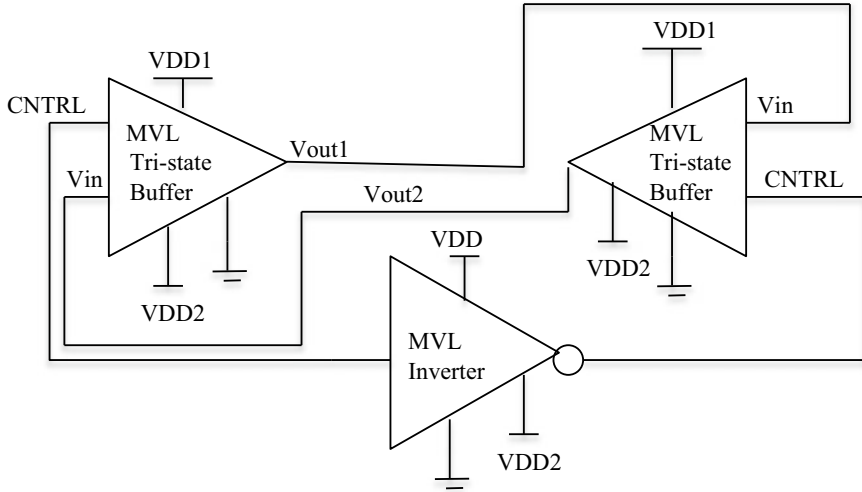 VDD1
VDD1
CNTRL
Vin
MVL
Tri-state
Buffer
MVL
Tri-state
Buffer
Vout1
Vin
CNTRL
Vout2
VDD2
VDD
VDD2
MVL
Inverter
VDD2